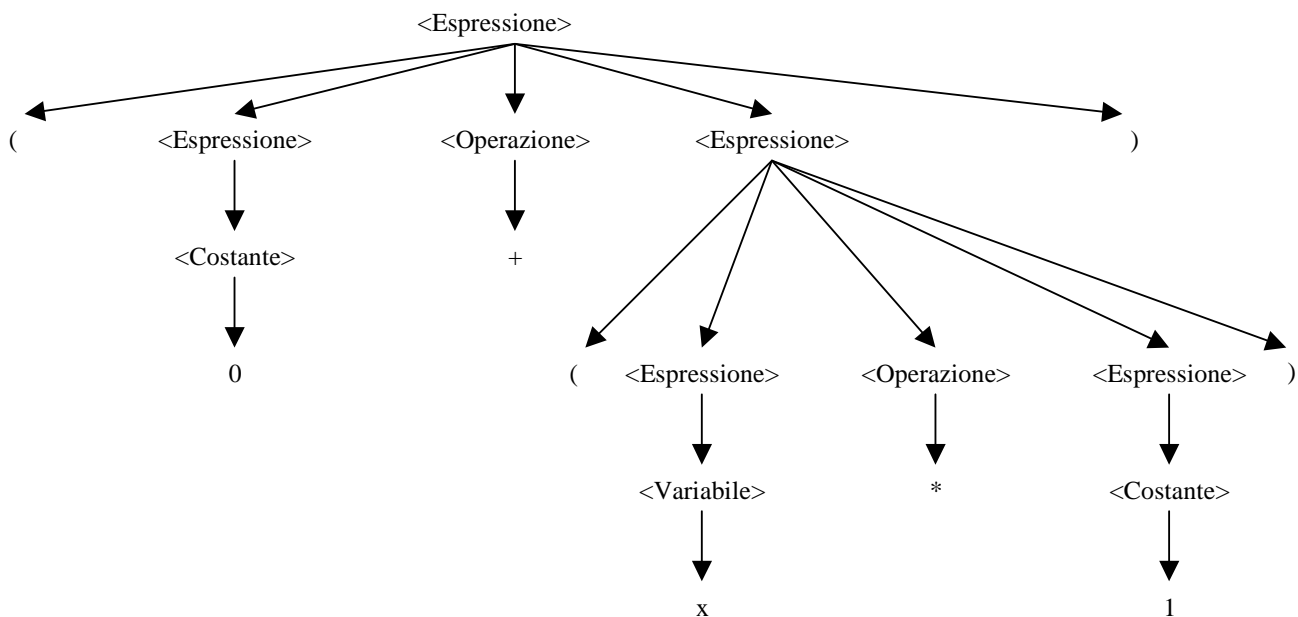 <Espressione>
( <Espressione> <Operazione> <Espressione> )
<Costante> +
0 ( <Espressione> <Operazione> <Espressione> )
<Variabile> * <Costante>
x 1